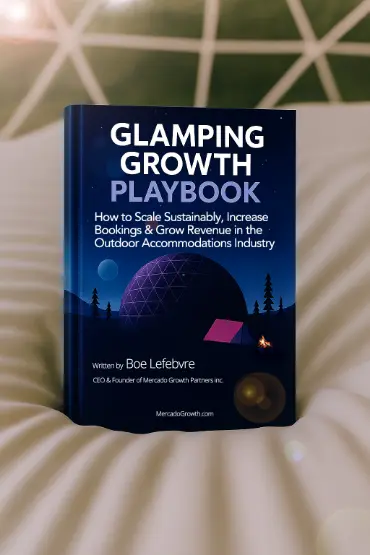 GLAMPING
GROWTH
PLAYBOOK
How to Scale Sustainably, Increase
Bookings & Grow Revenue in the
Outdoor Accommodations Industry
Written by Boe Lefebvre
CEO & Founder of Mercado Growth Partners inc.
MercadoGrowth.com